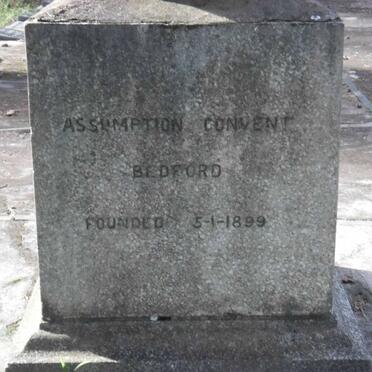 ASSUMPTION CONVENT
BEDFORD
FOUNDED 5-1-1899